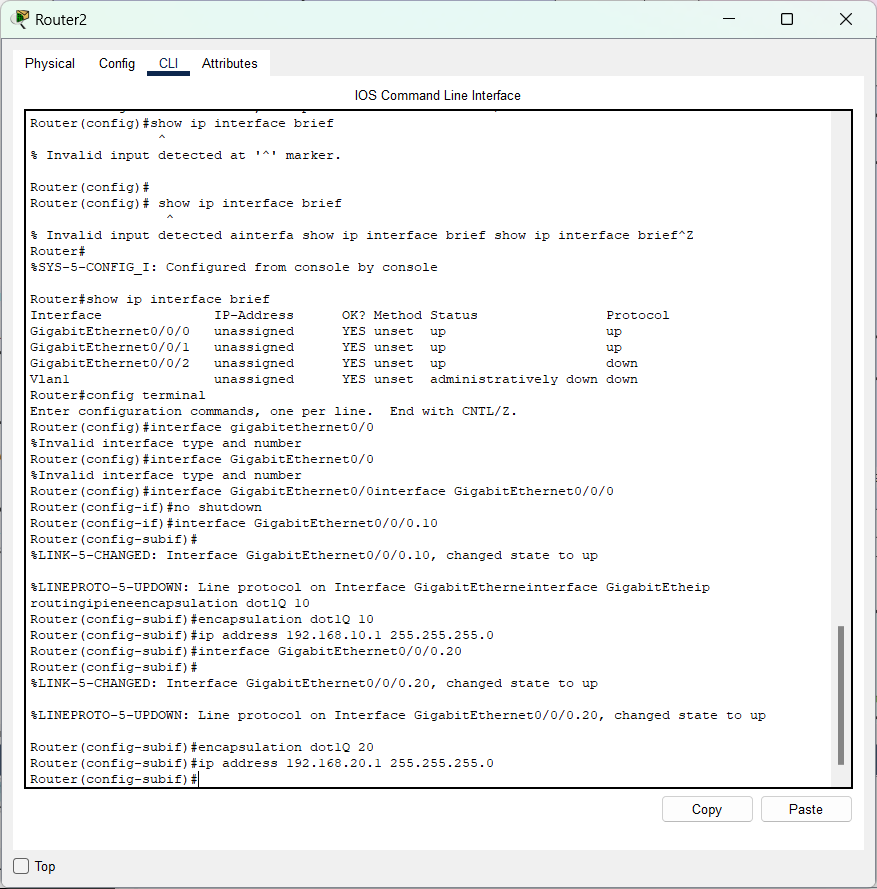 Router2
Physical Config CLI Attributes
IOS Command Line Interface
Router(config)#show ip interface brief
^
% Invalid input detected at '^' marker.
Router(config)#
Router(config)# show ip interface brief
^
% Invalid input detected ainterfa show ip interface brief show ip interface brief^Z
Router#
%SYS-5-CONFIG_I: Configured from console by console
Router#show ip interface brief
Interface IP-Address OK? Method Status Protocol
GigabitEthernet0/0/0 unassigned YES unset up up
GigabitEthernet0/0/1 unassigned YES unset up up
GigabitEthernet0/0/2 unassigned YES unset up down
Vlan1 unassigned YES unset administratively down down
Router#config terminal
Enter configuration commands, one per line. End with CNTL/Z.
Router(config)#interface gigabitethernet0/0
%Invalid interface type and number
Router(config)#interface GigabitEthernet0/0
%Invalid interface type and number
Router(config)#interface GigabitEthernet0/0interface GigabitEthernet0/0/0
Router(config-if)#no shutdown
Router(config-if)#interface GigabitEthernet0/0/0.10
Router(config-subif)#
%LINK-5-CHANGED: Interface GigabitEthernet0/0/0.10, changed state to up
%LINEPROTO-5-UPDOWN: Line protocol on Interface GigabitEtherneinterface GigabitEtheip
routingipieneencapsulation dot1Q 10
Router(config-subif)#encapsulation dot1Q 10
Router(config-subif)#ip address 192.168.10.1 255.255.255.0
Router(config-subif)#interface GigabitEthernet0/0/0.20
Router(config-subif)#
%LINK-5-CHANGED: Interface GigabitEthernet0/0/0.20, changed state to up
%LINEPROTO-5-UPDOWN: Line protocol on Interface GigabitEthernet0/0/0.20, changed state to up
Router(config-subif)#encapsulation dot1Q 20
Router(config-subif)#ip address 192.168.20.1 255.255.255.0
Router(config-subif)#
Copy Paste
Top